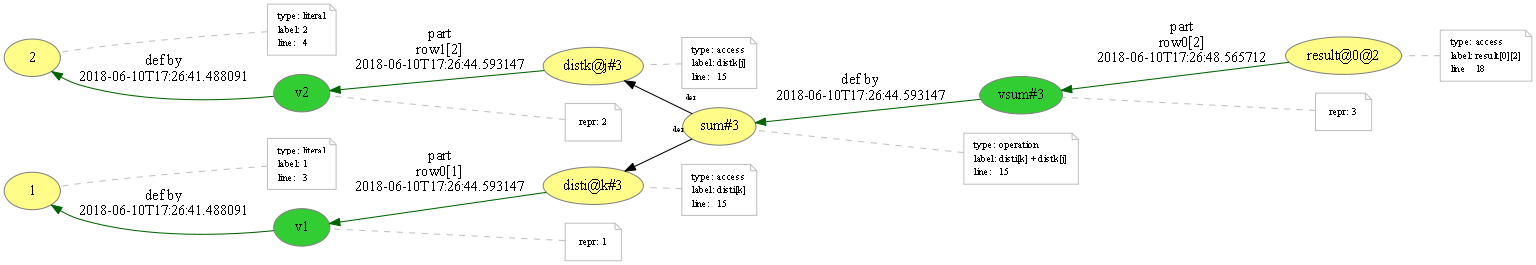 2
type: literal
label: 2
line: 4
def by
2018-06-10T17:26:41.488091
v2
repr: 2
part
row1[2]
2018-06-10T17:26:44.593147
distk@j#3
type: access
label: distk[j]
line: 15
der
der
sum#3
type: operation
label: disti[k] + distk[j]
line: 15
def by
2018-06-10T17:26:44.593147
vsum#3
repr: 3
part
row0[2]
2018-06-10T17:26:48.565712
result@0@2
type: access
label: result[0][2]
line 18
1
type: literal
label: 1
line: 3
def by
2018-06-10T17:26:41.488091
v1
repr: 1
part
row0[1]
2018-06-10T17:26:44.593147
disti@k#3
type: access
label: disti[k]
line: 15